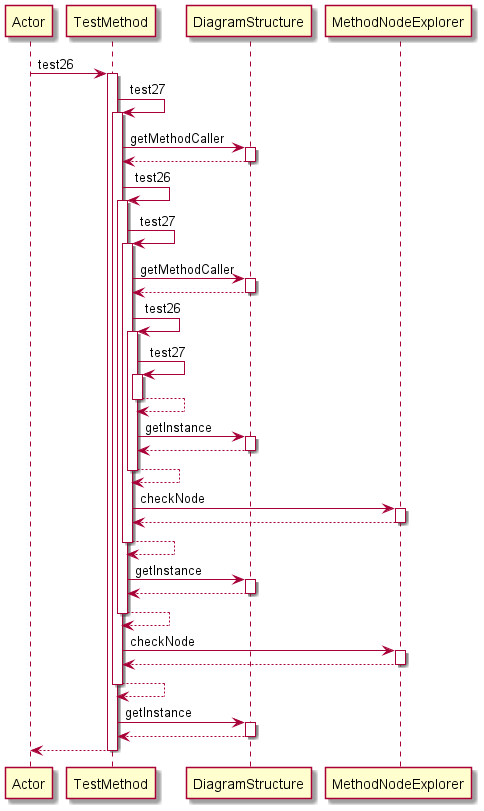 Actor TestMethod DiagramStructure MethodNodeExplorer
test26
test27
getMethodCaller
test26
test27
getMethodCaller
test26
test27
getInstance
checkNode
getInstance
checkNode
getInstance
Actor TestMethod DiagramStructure MethodNodeExplorer